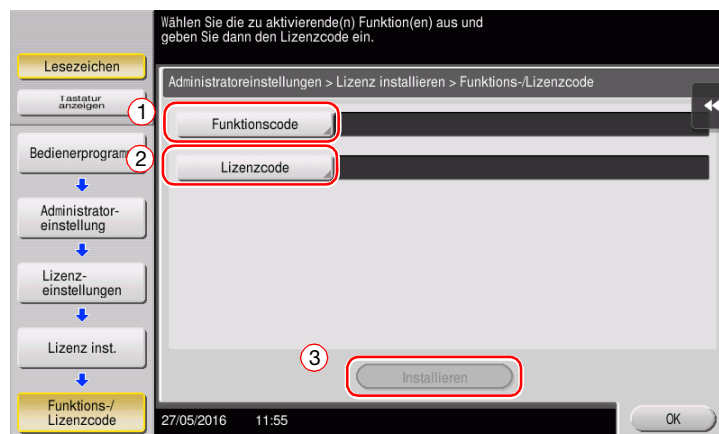 Wählen Sie die zu aktivierende(n) Funktion(en) aus und
geben Sie dann den Lizenzcode ein.
Lesezeichen
Tastatur
anzeigen
Administratoreinstellungen > Lizenz installieren > Funktions-/Lizenzcode
1
Funktionscode
Bedienerprogramm
2
Lizenzcode
Administrator-
einstellung
Lizenz-
einstellungen
Lizenz inst.
3
Installieren
Funktions-/
Lizenzcode
27/05/2016 11:55
OK